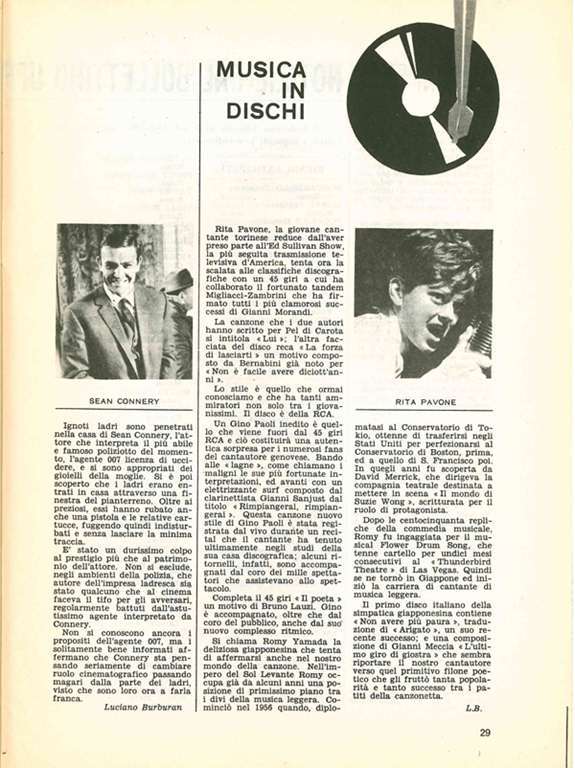 MUSICA
IN
DISCHI
SEAN CONNERY
Ignoti ladri sono penetrati
nella casa di Sean Connery, l'at-
tore che interpreta il più abile
e famoso poliziotto del momen-
to, l'agente 007 licenza di ucci-
dere, e si sono appropriati dei
gioielli della moglie. Si è poi
scoperto che i ladri erano en-
trati in casa attraverso una fi-
nestra del pianterreno. Oltre ai
preziosi, essi hanno rubato an-
che una pistola e le relative car-
tucce, fuggendo quindi indistur-
bati e senza lasciare la minima
traccia.
E' stato un durissimo colpo
al prestigio più che al patrimo-
nio dell'attore. Non si esclude,
negli ambienti della polizia, che
autore dell'impresa ladresca sia
stato qualcuno che al cinema
faceva il tifo per gli avversari,
regolarmente battuti dall'astu-
tissimo agente interpretato da
Connery.
Non si conoscono ancora i
propositi dell'agente 007, ma i
solitamente bene informati af-
fermano che Connery sta pen-
sando seriamente di cambiare
ruolo cinematografico passando
magari dalla parte dei ladri,
visto che sono loro ora a farla
franca.
Luciano Burburan
Rita Pavone, la giovane can-
tante torinese reduce dall'aver
preso parte all'Ed Sullivan Show,
la più seguita trasmissione te-
levisiva d'America, tenta ora la
scalata alle classifiche discogra-
fiche con un 45 giri a cui ha
collaborato il fortunato tandem
Migliacci-Zambrini che ha fir-
mato tutti i più clamorosi suc-
cessi di Gianni Morandi.
La canzone che i due autori
hanno scritto per Pel di Carota
si intitola « Lui »; l'altra fac-
ciata del disco reca « La forza
di lasciarti » un motivo compo-
sto da Bernabini già noto per
« Non è facile avere diciott'an-
ni ».
Lo stile è quello che ormai
conosciamo e che ha tanti am-
miratori non solo tra i giova-
nissimi. Il disco è della RCA.
Un Gino Paoli inedito è quel-
lo che viene fuori dal 45 giri
RCA e ciò costituirà una auten-
tica sorpresa per i numerosi fans
del cantautore genovese. Bando
alle « lagne », come chiamano i
maligni le più fortunate inter-
pretazioni, ed avanti con un
elettrizzante surf composto dal
clarinettista Gianni Sanjust dal
titolo « Rimpiangerai, rimpian-
gerai ». Questa canzone nuovo
stile di Gino Paoli è stata regi-
strata dal vivo durante un reci-
tal che il cantante ha tenuto
ultimamente negli studi della
sua casa discografica; alcuni ri-
tornelli, infatti, sono accompa-
gnati dal coro dei mille spetta-
tori che assistevano allo spet-
tacolo.
Completa il 45 giri « Il poeta »
un motivo di Bruno Lauzi. Gino
è accompagnato, oltre che dal
coro del pubblico, anche dal suo
nuovo complesso ritmico.
Si chiama Romy Yamada la
deliziosa giapponesina che tenta
di affermarsi anche nel nostro
mondo della canzone. Nell'im-
pero del Sol Levante Romy oc-
cupa già da alcuni anni una po-
sizione di primissimo piano tra
i divi della musica leggera. Co-
minciò nel 1956 quando, diplo-
RITA PAVONE
matasi al Conservatorio di To-
kio, ottenne di trasferirsi negli
Stati Uniti per perfezionarsi al
Conservatorio di Boston, prima,
ed a quello di S. Francisco poi.
In quegli anni fu scoperta da
David Merrick, che dirigeva la
compagnia teatrale destinata a
mettere in scena « Il mondo di
Suzie Wong », scritturata per il
ruolo di protagonista.
Dopo le centocinquanta repli-
che della commedia musicale,
Romy fu ingaggiata per il mu-
sical Flower Drum Song, che
tenne cartello per undici mesi
consecutivi al « Thunderbird
Theatre » di Las Vegas. Quindi
se ne tornò in Giappone ed ini-
ziò la carriera di cantante di
musica leggera.
Il primo disco italiano della
simpatica giapponesina contiene
« Non avere più paura », tradu-
zione di « Arigato », un suo re-
cente successo; e una composi-
zione di Gianni Meccia « L'ulti-
mo giro di giostra » che sembra
riportare il nostro cantautore
verso quel primitivo filone poe-
tico che gli fruttò tanta popola-
rità e tanto successo tra i pa-
titi della canzonetta.
L.B.
29